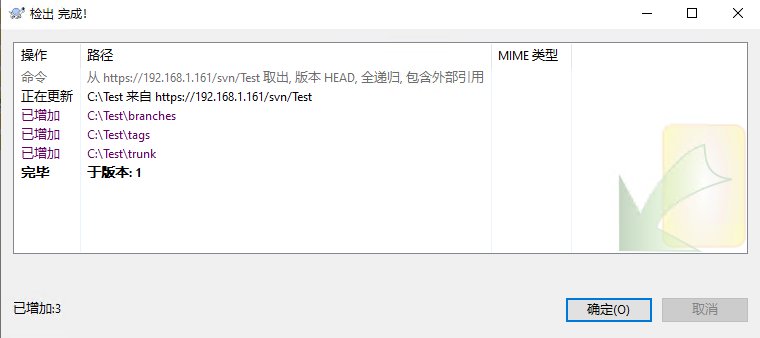 检出 完成!
操作 路径 MIME 类型
命令 从 https://192.168.1.161/svn/Test 取出, 版本 HEAD, 全递归, 包含外部引用
正在更新 C:\Test 来自 https://192.168.1.161/svn/Test
已增加 C:\Test\branches
已增加 C:\Test\tags
已增加 C:\Test\trunk
完毕 于版本: 1
已增加:3
确定(O) 取消